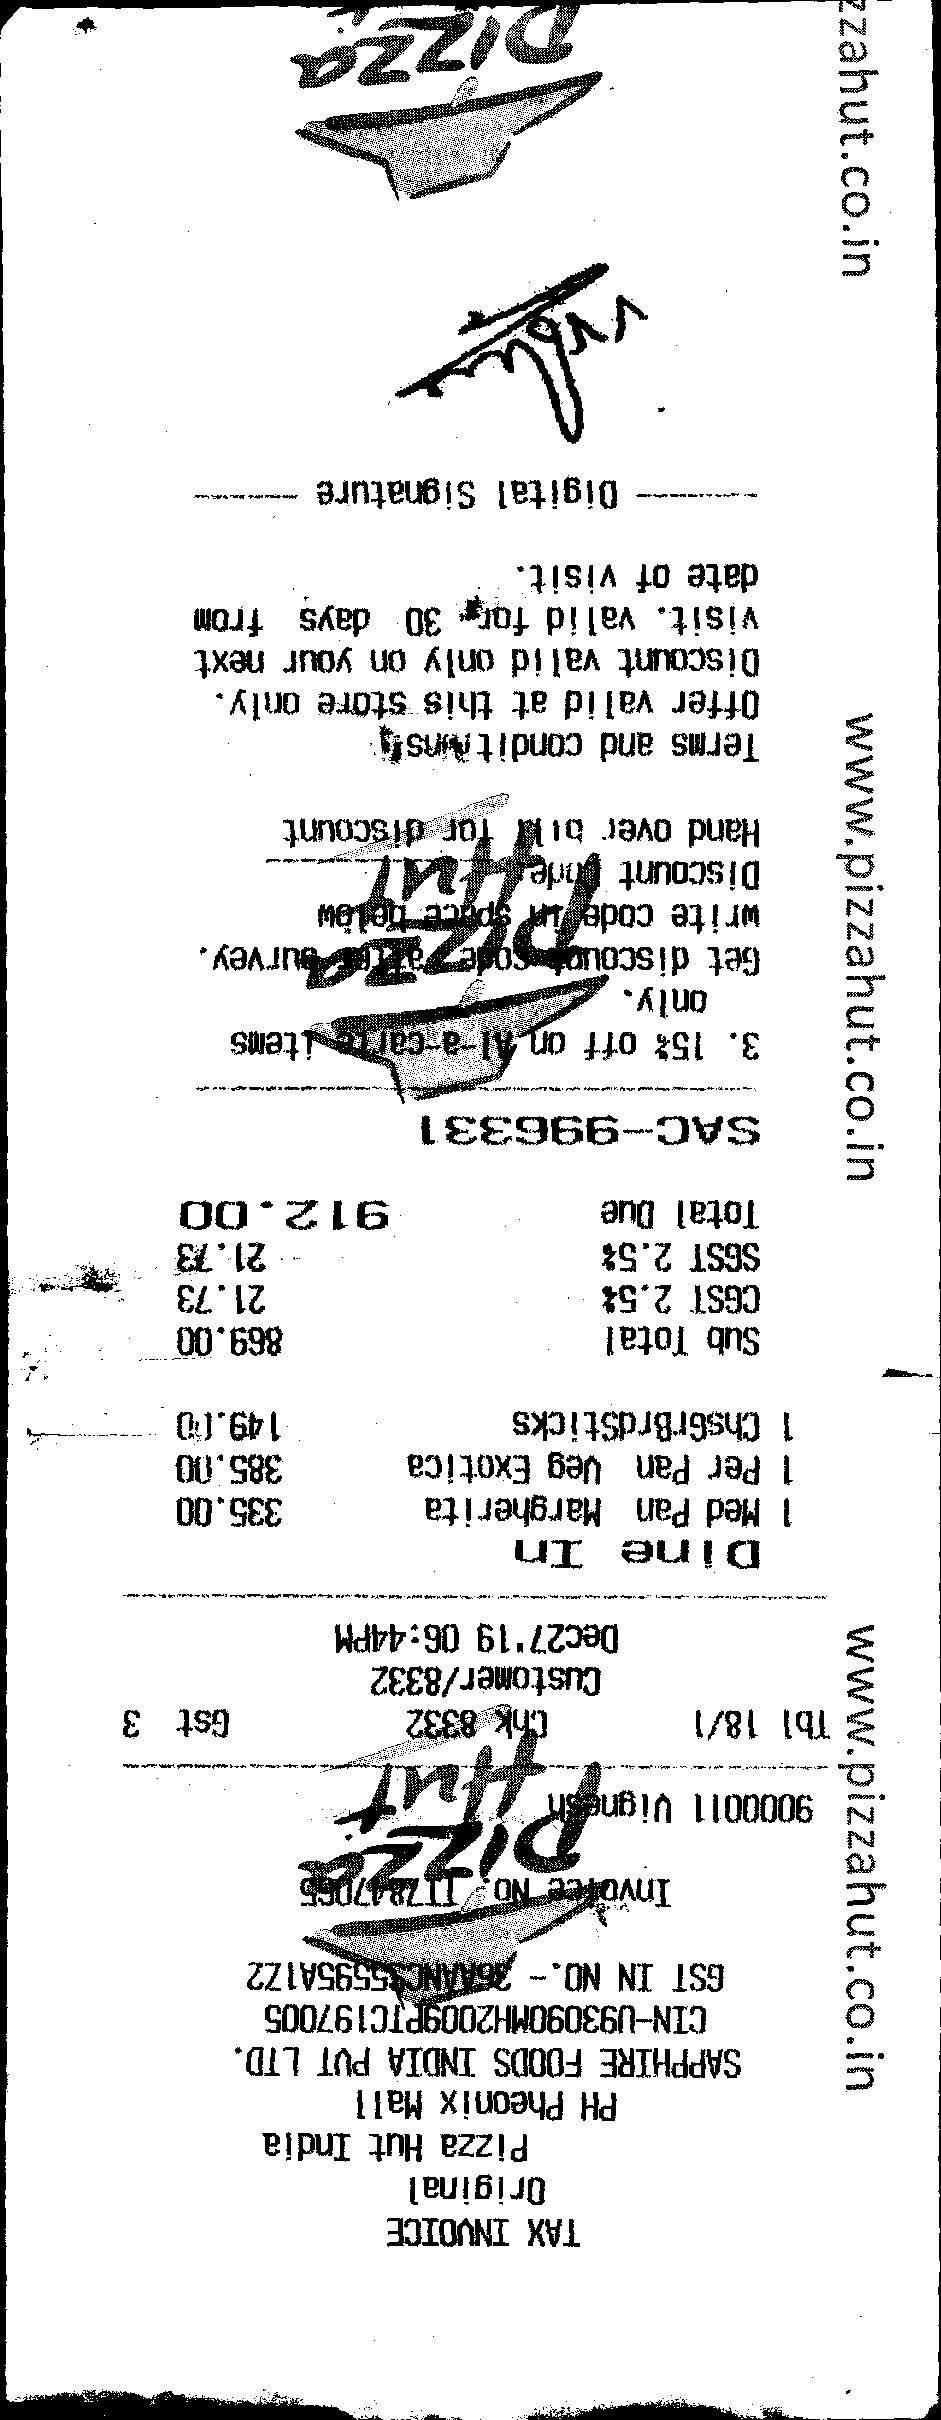 TAX INVOICE
Original
Pizza Hut India
PH Pheonix Mall
SAPPHIRE FOODS INDIA PVT LTD.
CIN-U93090MH2009PTC197005
GST IN NO.-
Invoice NO.
9000011 Vignesh
Tbl 18/1 Chk 8332 Gst 3
Customer/8332
Dec27'19 06:44PM
Dine In
1 Med Pan Margherita 335.00
1 Per Pan Veg Exotica 385.00
1 ChsGrBrdSticks 149.00
Sub Total 869.00
CGST 2.5% 21.73
SGST 2.5% 21.73
Total Due 912.00
SAC-996331
3. 15% off on Al-a-carte items
only.
Get discount code after survey.
write code in space below
Discount Code
Hand over bill for discount
Terms and conditions
Offer valid at this store only.
Discount valid only on your next
visit. valid for 30 days from
date of visit.
Digital Signature
Pizza
Hut
Pizza
Hut
Pizza
www.pizzahut.co.in
www.pizzahut.co.in
zzahut.co.in